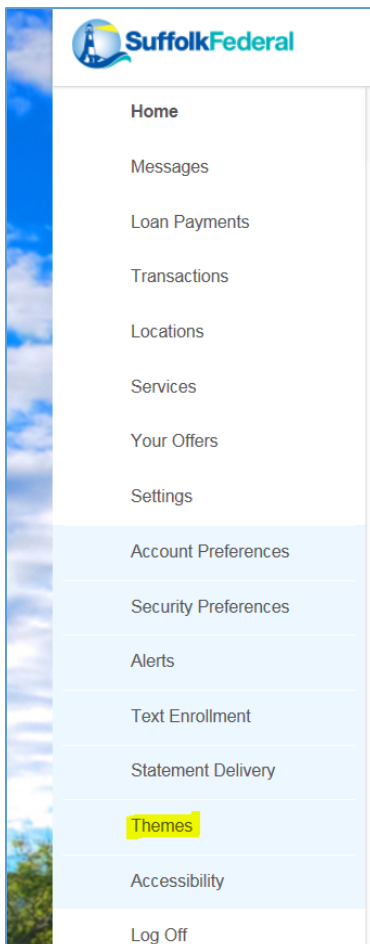 SuffolkFederal
Home
Messages
Loan Payments
Transactions
Locations
Services
Your Offers
Settings
Account Preferences
Security Preferences
Alerts
Text Enrollment
Statement Delivery
Themes
Accessibility
Log Off